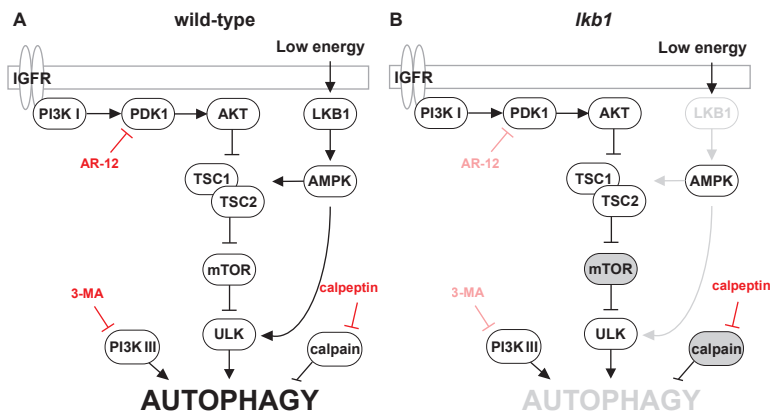 A
wild-type
Low energy
IGFR
PI3K I
PDK1
AKT
LKB1
AR-12
TSC1
TSC2
AMPK
mTOR
3-MA
calpeptin
PI3K III
ULK
calpain
AUTOPHAGY
B
lkb1
Low energy
IGFR
PI3K I
PDK1
AKT
LKB1
AR-12
TSC1
TSC2
AMPK
mTOR
3-MA
calpeptin
PI3K III
ULK
calpain
AUTOPHAGY